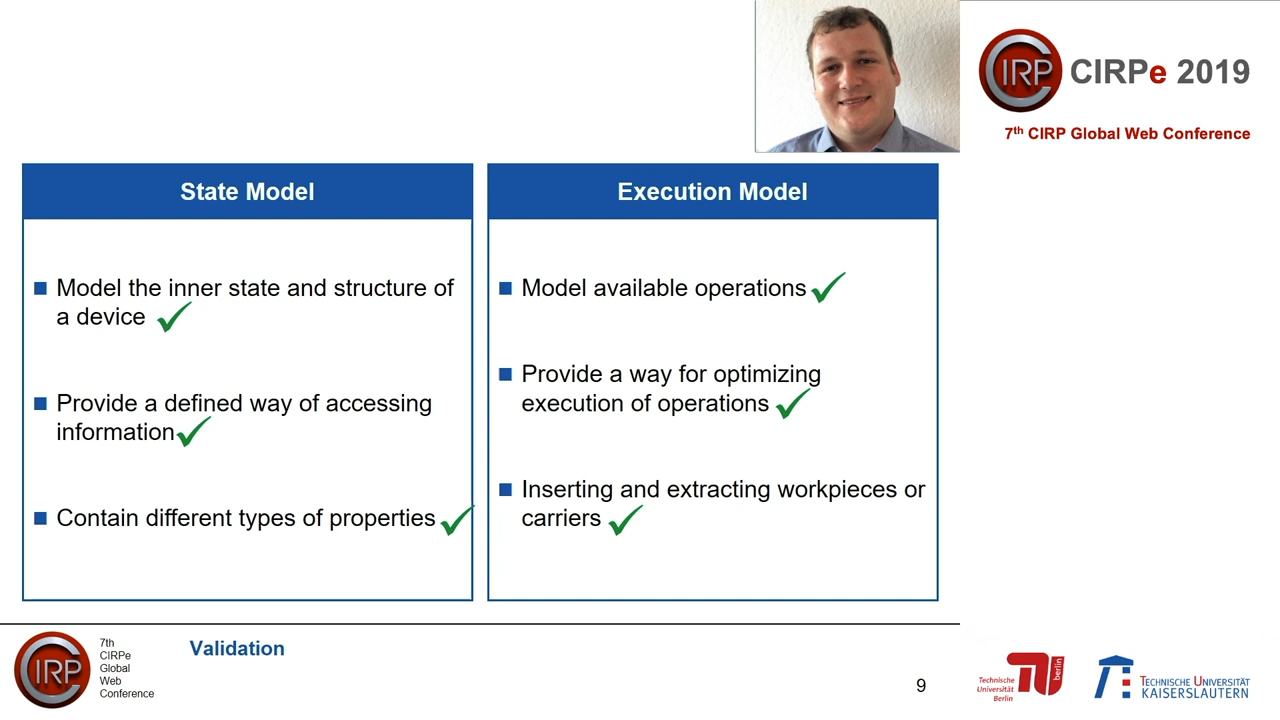 CIRP
CIRPe 2019
7th CIRP Global Web Conference
State Model
Model the inner state and structure of
a device
Provide a defined way of accessing
information
Contain different types of properties
Execution Model
Model available operations
Provide a way for optimizing
execution of operations
Inserting and extracting workpieces or
carriers
CIRP
7th
CIRPe
Global
Web
Conference
Validation
9
Technische
Universität
Berlin
berlin
TECHNISCHE UNIVERSITÄT
KAISERSLAUTERN